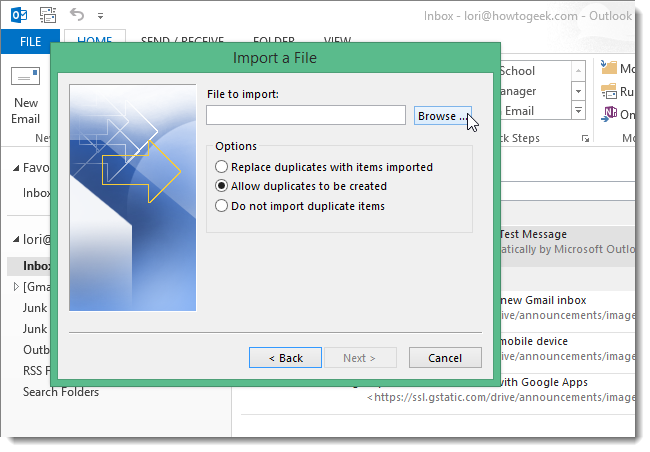 Inbox - lori@howtogeek.com - Outlook
FILE HOME SEND / RECEIVE FOLDER VIEW
Import a File
New
Email
School
anager
Email
Mo
Ru
On
k Steps
File to import:
Browse ...
Options
Replace duplicates with items imported
Allow duplicates to be created
Do not import duplicate items
< Back
Next >
Cancel
Favo
Inbox
lori@
Inbox
[Gma
Junk
Junk
Outb
RSS F
Search Folders
Test Message
matically by Microsoft Outlo
new Gmail inbox
drive/announcements/image
mobile device
drive/announcements/image
with Google Apps
<https://ssl.gstatic.com/drive/announcements/image